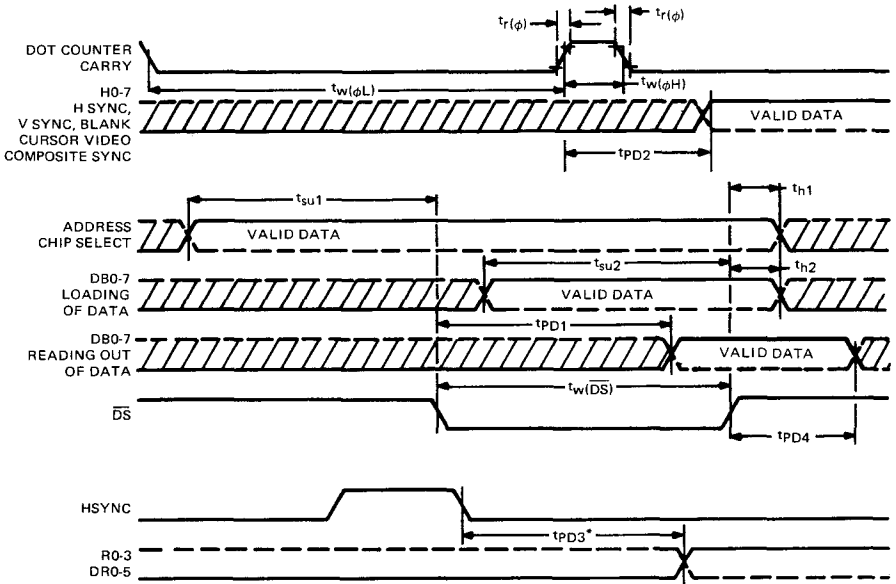 tr(ϕ)
tr(ϕ)
DOT COUNTER
CARRY
tw(ϕL)
tw(ϕH)
H0-7
H SYNC,
V SYNC, BLANK
CURSOR VIDEO
COMPOSITE SYNC
VALID DATA
tPD2
tsu1
th1
ADDRESS
CHIP SELECT
VALID DATA
tsu2
th2
DB0-7
LOADING
OF DATA
VALID DATA
tPD1
DB0-7
READING OUT
OF DATA
VALID DATA
tw(D̅S̅)
D̅S̅
tPD4
HSYNC
tPD3*
R0-3
DR0-5